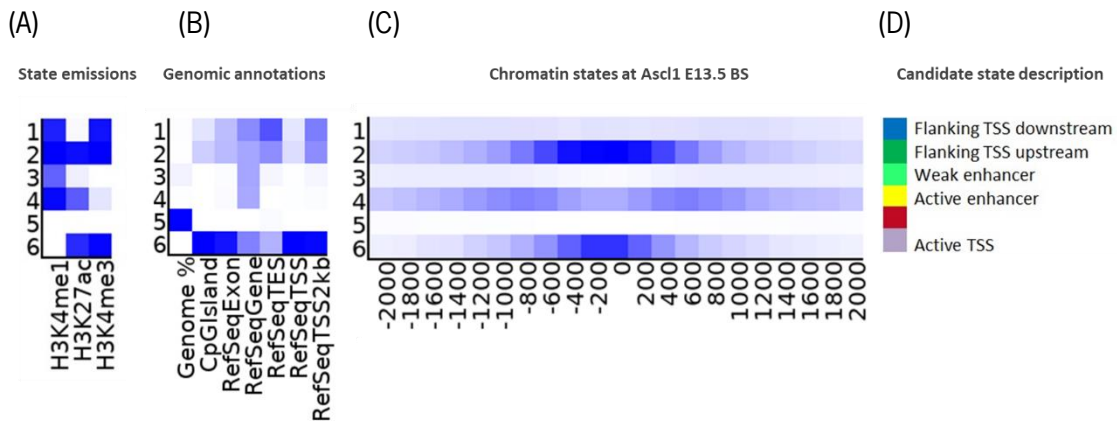 (A)
(B)
(C)
(D)
State emissions
Genomic annotations
Chromatin states at Ascl1 E13.5 BS
Candidate state description
1
2
3
4
5
6
H3K4me1
H3K27ac
H3K4me3
1
2
3
4
5
6
Genome %
CpGIsland
RefSeqExon
RefSeqGene
RefSeqTES
RefSeqTSS
RefSeqTSS2kb
1
2
3
4
5
6
-2000
-1800
-1600
-1400
-1200
-1000
-800
-600
-400
-200
0
200
400
600
800
1000
1200
1400
1600
1800
2000
Flanking TSS downstream
Flanking TSS upstream
Weak enhancer
Active enhancer
Active TSS